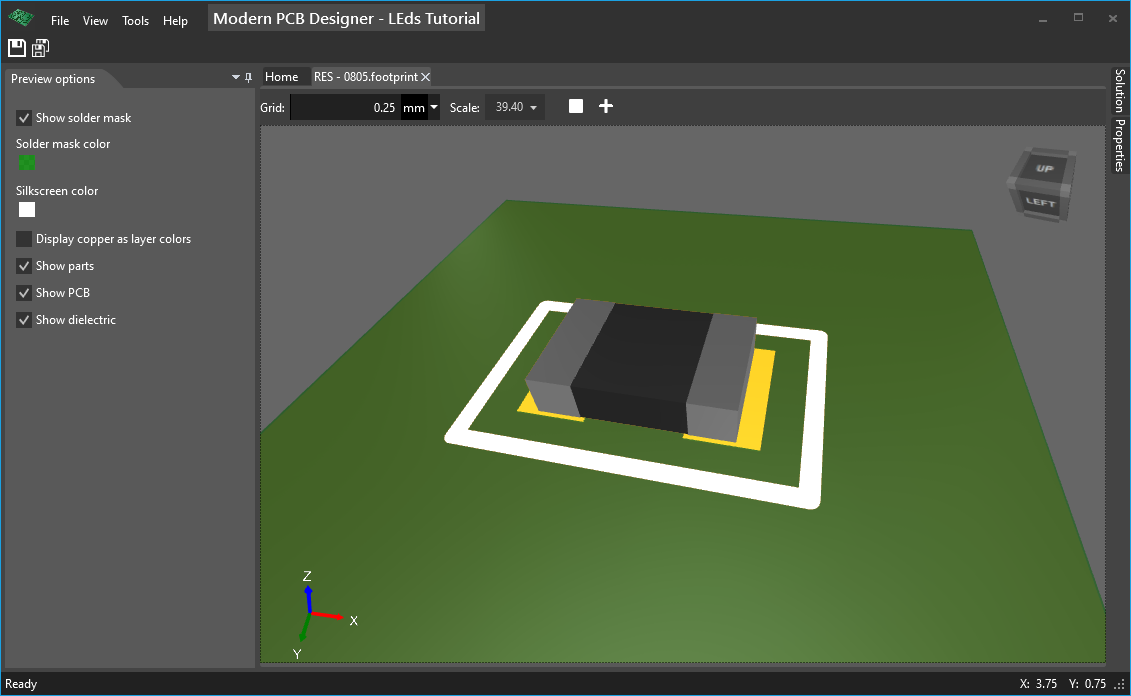 File View Tools Help Modern PCB Designer - LEds Tutorial
Preview options
Home RES - 0805.footprint
Grid: 0.25 mm Scale: 39.40
Show solder mask
Solder mask color
Silkscreen color
Display copper as layer colors
Show parts
Show PCB
Show dielectric
UP
LEFT
Solution
Properties
Z
X
Y
Ready X: 3.75 Y: 0.75